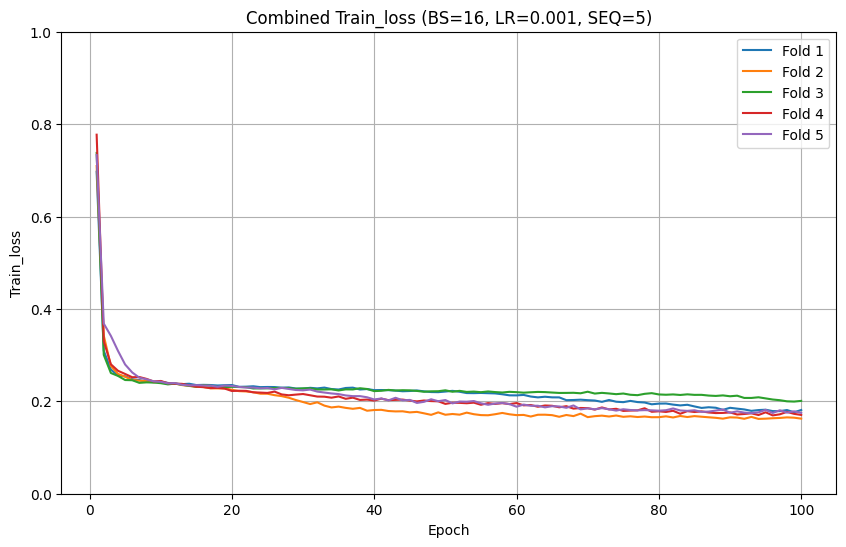 Combined Train_loss (BS=16, LR=0.001, SEQ=5)
Train_loss
1.0
0.8
0.6
0.4
0.2
0.0
Fold 1
Fold 2
Fold 3
Fold 4
Fold 5
0 20 40 60 80 100
Epoch